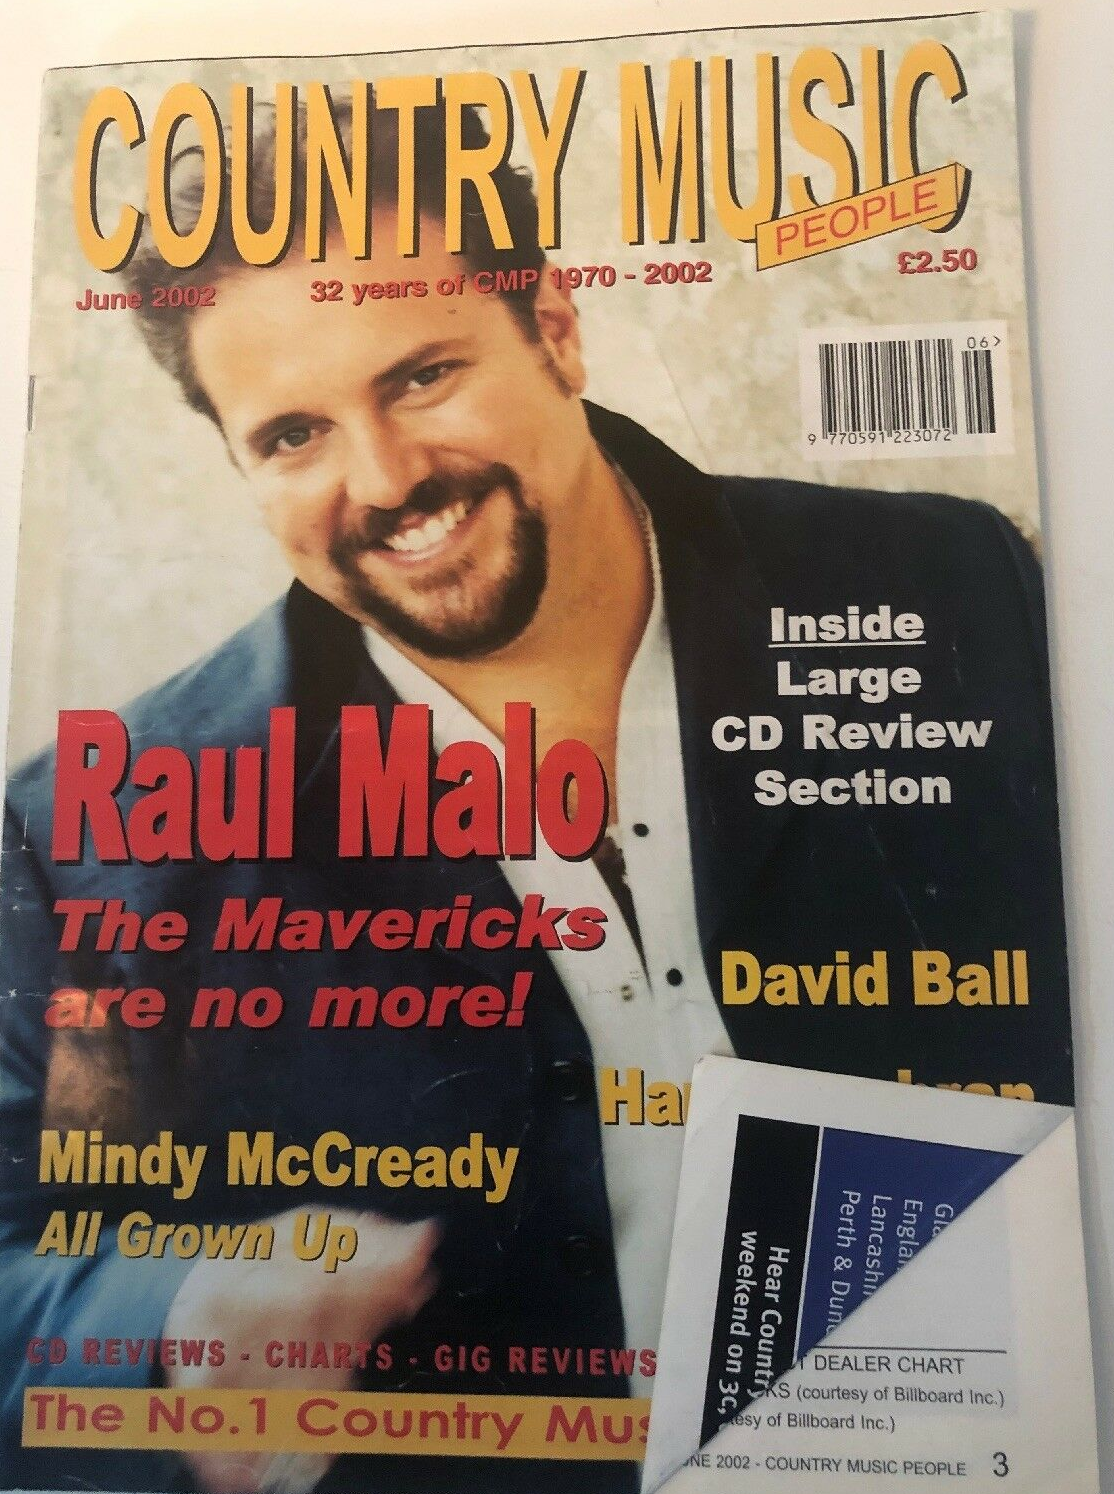 COUNTRY MUSIC
PEOPLE
£2.50
June 2002
32 years of CMP 1970 - 2002
06>
9 770591 223072
Inside
Large
CD Review
Section
Raul Malo
The Mavericks
are no more!
David Ball
Mindy McCready
All Grown Up
CD REVIEWS - CHARTS - GIG REVIEWS
The No.1 Country
Hear Country
weekend on 3c,
Perth &
DEALER CHART
(courtesy of Billboard Inc.)
of Billboard Inc.)
2002 - COUNTRY MUSIC PEOPLE 3